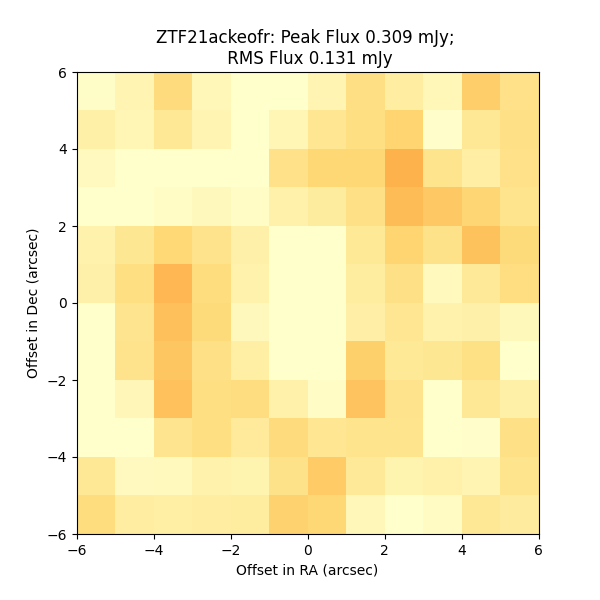 ZTF21ackeofr: Peak Flux 0.309 mJy;
RMS Flux 0.131 mJy
6
4
2
0
−2
−4
−6
Offset in Dec (arcsec)
−6 −4 −2 0 2 4 6
Offset in RA (arcsec)